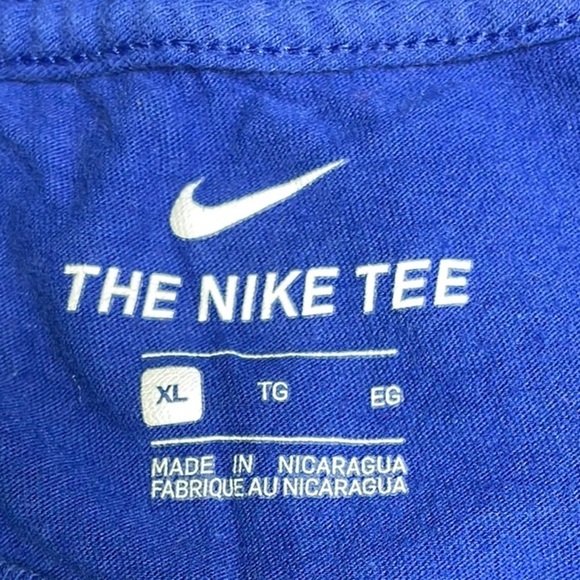 THE NIKE TEE
XL TG EG
MADE IN NICARAGUA
FABRIQUE AU NICARAGUA